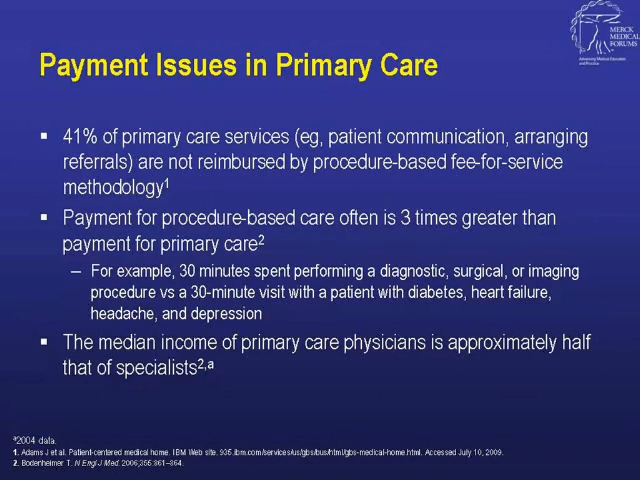 MERCK
MEDICAL
FORUMS
Advancing Medical Education
and Practice
Payment Issues in Primary Care
▪ 41% of primary care services (eg, patient communication, arranging
referrals) are not reimbursed by procedure-based fee-for-service
methodology1
▪ Payment for procedure-based care often is 3 times greater than
payment for primary care2
– For example, 30 minutes spent performing a diagnostic, surgical, or imaging
procedure vs a 30-minute visit with a patient with diabetes, heart failure,
headache, and depression
▪ The median income of primary care physicians is approximately half
that of specialists2,a
a2004 data.
1. Adams J et al. Patient-centered medical home. IBM Web site. 935.ibm.com/services/us/gbs/bus/html/gbs-medical-home.html. Accessed July 10, 2009.
2. Bodenheimer T. N Engl J Med. 2006;355:861–864.